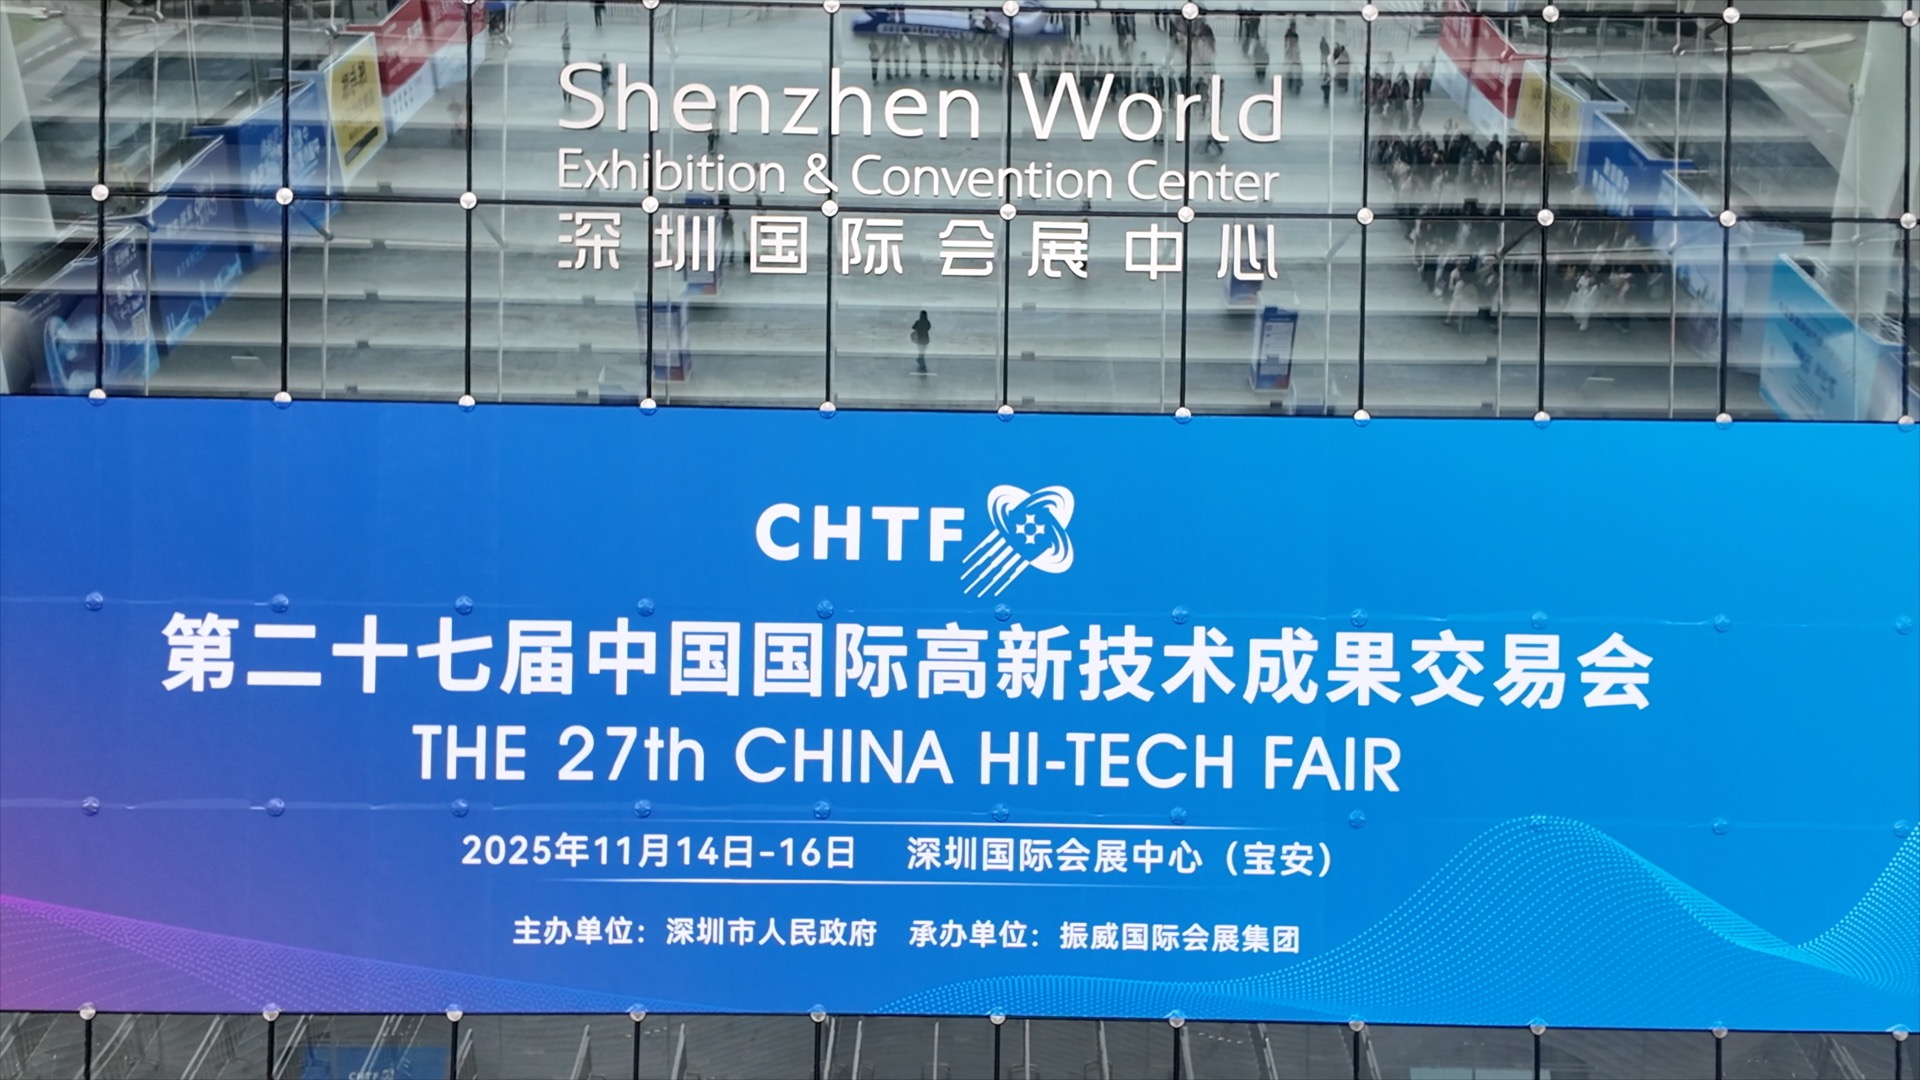 Shenzhen World
Exhibition & Convention Center
深圳国际会展中心
CHTF
第二十七届中国国际高新技术成果交易会
THE 27th CHINA HI-TECH FAIR
2025年11月14日-16日 深圳国际会展中心（宝安）
主办单位：深圳市人民政府 承办单位：振威国际会展集团
CHTF